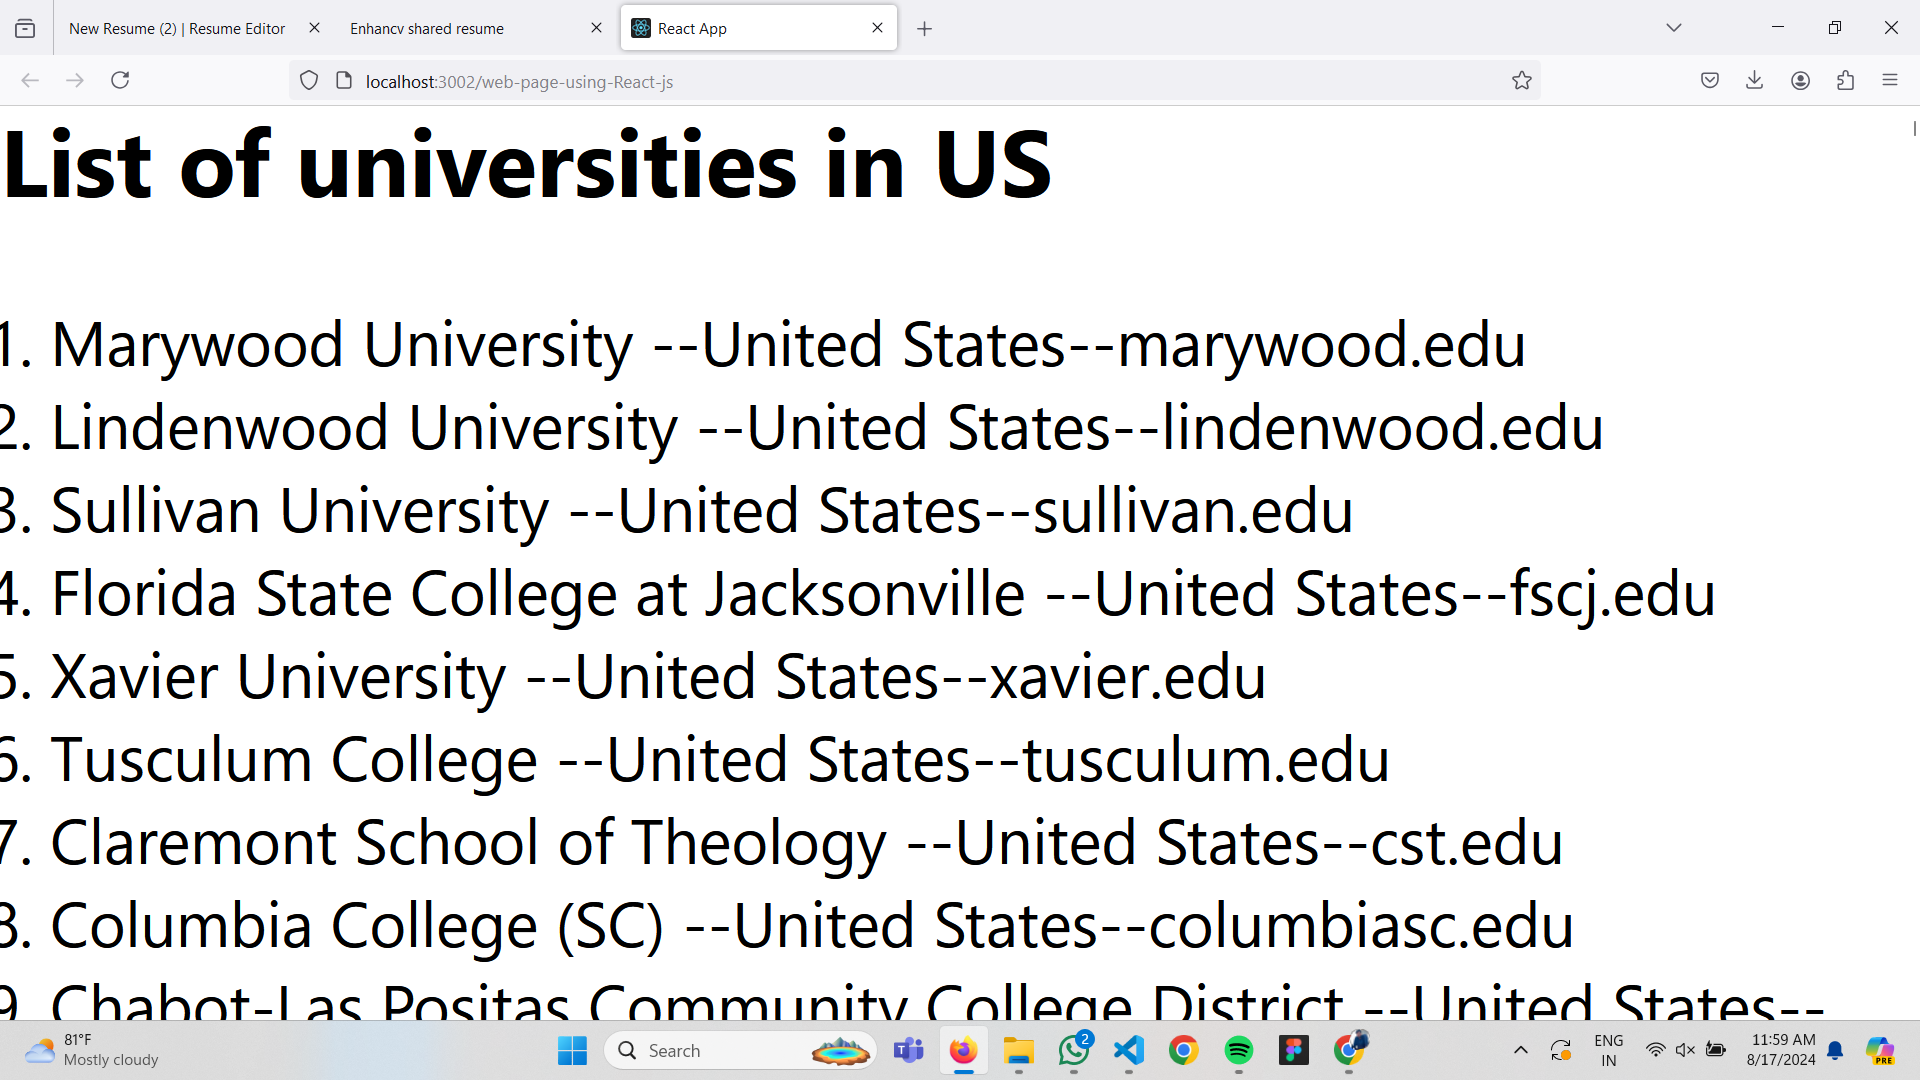 New Resume (2) | Resume Editor
Enhancv shared resume
React App
localhost:3002/web-page-using-React-js
List of universities in US
1. Marywood University --United States--marywood.edu
2. Lindenwood University --United States--lindenwood.edu
3. Sullivan University --United States--sullivan.edu
4. Florida State College at Jacksonville --United States--fscj.edu
5. Xavier University --United States--xavier.edu
6. Tusculum College --United States--tusculum.edu
7. Claremont School of Theology --United States--cst.edu
8. Columbia College (SC) --United States--columbiasc.edu
9. Chabot-Las Positas Community College District --United States--
81°F
Mostly cloudy
Search
2
ENG
IN
11:59 AM
8/17/2024
PRE